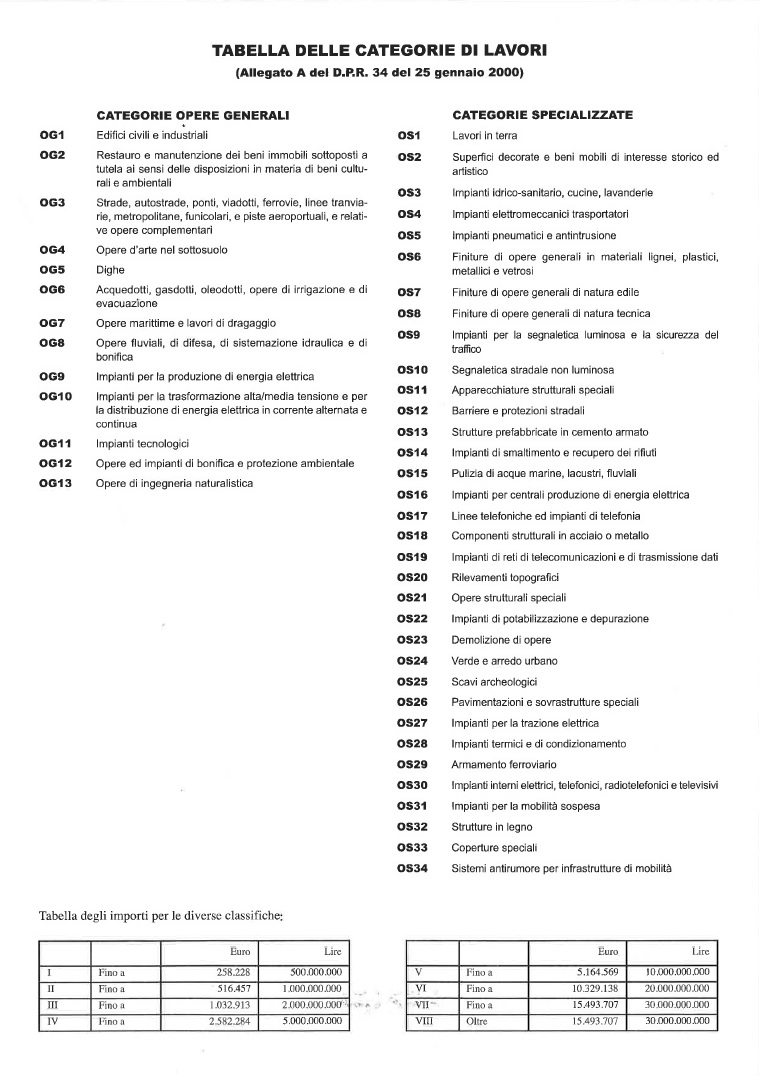 TABELLA DELLE CATEGORIE DI LAVORI
(Allegato A del D.P.R. 34 del 25 gennaio 2000)
CATEGORIE OPERE GENERALI
OG1 Edifici civili e industriali
OG2 Restauro e manutenzione dei beni immobili sottoposti a
tutela ai sensi delle disposizioni in materia di beni cultu-
rali e ambientali
OG3 Strade, autostrade, ponti, viadotti, ferrovie, linee tranvia-
rie, metropolitane, funicolari, e piste aeroportuali, e relati-
ve opere complementari
OG4 Opere d'arte nel sottosuolo
OG5 Dighe
OG6 Acquedotti, gasdotti, oleodotti, opere di irrigazione e di
evacuazione
OG7 Opere marittime e lavori di dragaggio
OG8 Opere fluviali, di difesa, di sistemazione idraulica e di
bonifica
OG9 Impianti per la produzione di energia elettrica
OG10 Impianti per la trasformazione alta/media tensione e per
la distribuzione di energia elettrica in corrente alternata e
continua
OG11 Impianti tecnologici
OG12 Opere ed impianti di bonifica e protezione ambientale
OG13 Opere di ingegneria naturalistica
CATEGORIE SPECIALIZZATE
OS1 Lavori in terra
OS2 Superfici decorate e beni mobili di interesse storico ed
artistico
OS3 Impianti idrico-sanitario, cucine, lavanderie
OS4 Impianti elettromeccanici trasportatori
OS5 Impianti pneumatici e antintrusione
OS6 Finiture di opere generali in materiali lignei, plastici,
metallici e vetrosi
OS7 Finiture di opere generali di natura edile
OS8 Finiture di opere generali di natura tecnica
OS9 Impianti per la segnaletica luminosa e la sicurezza del
traffico
OS10 Segnaletica stradale non luminosa
OS11 Apparecchiature strutturali speciali
OS12 Barriere e protezioni stradali
OS13 Strutture prefabbricate in cemento armato
OS14 Impianti di smaltimento e recupero dei rifiuti
OS15 Pulizia di acque marine, lacustri, fluviali
OS16 Impianti per centrali produzione di energia elettrica
OS17 Linee telefoniche ed impianti di telefonia
OS18 Componenti strutturali in acciaio o metallo
OS19 Impianti di reti di telecomunicazioni e di trasmissione dati
OS20 Rilevamenti topografici
OS21 Opere strutturali speciali
OS22 Impianti di potabilizzazione e depurazione
OS23 Demolizione di opere
OS24 Verde e arredo urbano
OS25 Scavi archeologici
OS26 Pavimentazioni e sovrastrutture speciali
OS27 Impianti per la trazione elettrica
OS28 Impianti termici e di condizionamento
OS29 Armamento ferroviario
OS30 Impianti interni elettrici, telefonici, radiotelefonici e televisivi
OS31 Impianti per la mobilità sospesa
OS32 Strutture in legno
OS33 Coperture speciali
OS34 Sistemi antirumore per infrastrutture di mobilità
Tabella degli importi per le diverse classifiche:
Euro Lire
I Fino a 258.228 500.000.000
II Fino a 516.457 1.000.000.000
III Fino a 1.032.913 2.000.000.000
IV Fino a 2.582.284 5.000.000.000
Euro Lire
V Fino a 5.164.569 10.000.000.000
VI Fino a 10.329.138 20.000.000.000
VII Fino a 15.493.707 30.000.000.000
VIII Oltre 15.493.707 30.000.000.000